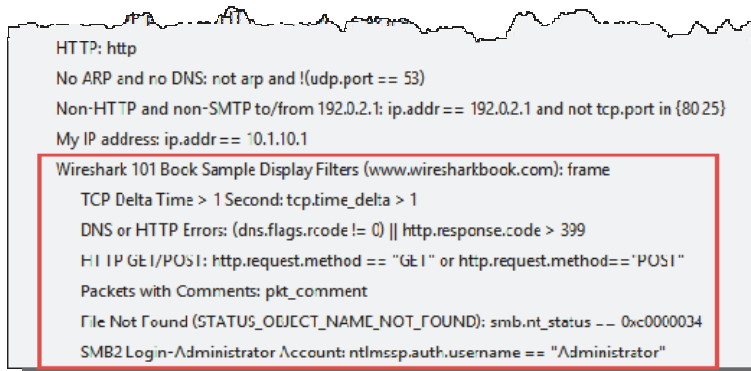 HTTP: http
No ARP and no DNS: not arp and !(udp.port == 53)
Non-HTTP and non-SMTP to/from 192.0.2.1: ip.addr == 192.0.2.1 and not tcp.port in {80 25}
My IP address: ip.addr == 10.1.10.1
Wireshark 101 Book Sample Display Filters (www.wiresharkbook.com): frame
TCP Delta Time > 1 Second: tcp.time_delta > 1
DNS or HTTP Errors: (dns.flags.rcode != 0) || http.response.code > 399
HTTP GET/POST: http.request.method == "GET" or http.request.method=="POST"
Packets with Comments: pkt_comment
File Not Found (STATUS_OBJECT_NAME_NOT_FOUND): smb.nt_status == 0xc0000034
SMB2 Login-Administrator Account: ntlmssp.auth.username == "Administrator"